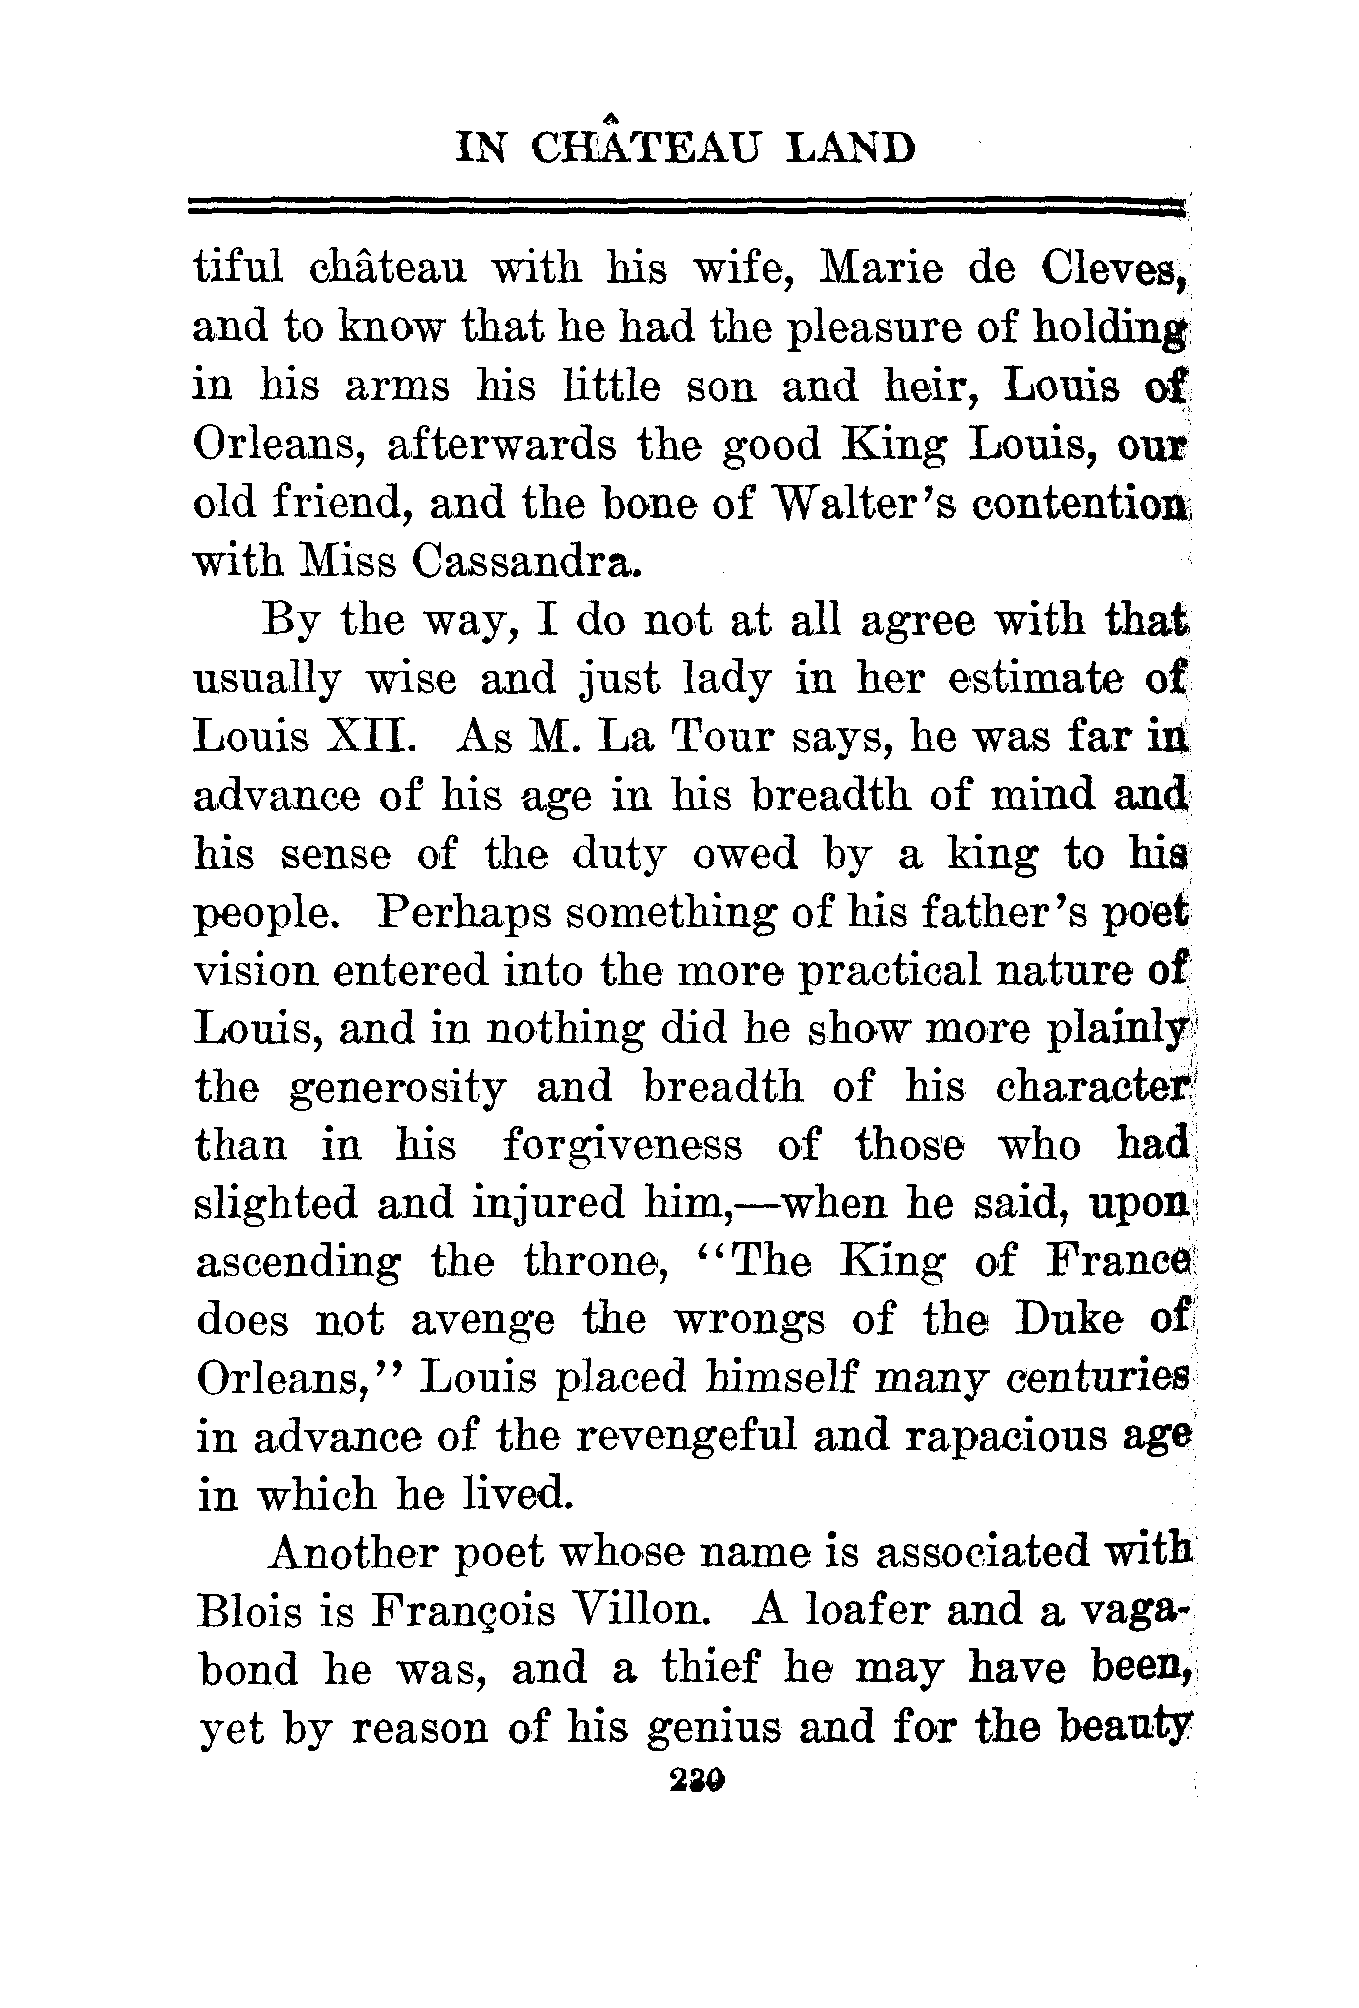 IN CHÂTEAU LAND
tiful château with his wife, Marie de Cleves,
and to know that he had the pleasure of holding
in his arms his little son and heir, Louis of
Orleans, afterwards the good King Louis, our
old friend, and the bone of Walter's contention
with Miss Cassandra.
By the way, I do not at all agree with that
usually wise and just lady in her estimate of
Louis XII. As M. La Tour says, he was far in
advance of his age in his breadth of mind and
his sense of the duty owed by a king to his
people. Perhaps something of his father's poet
vision entered into the more practical nature of
Louis, and in nothing did he show more plainly
the generosity and breadth of his character
than in his forgiveness of those who had
slighted and injured him,—when he said, upon
ascending the throne, "The King of France
does not avenge the wrongs of the Duke of
Orleans," Louis placed himself many centuries
in advance of the revengeful and rapacious age
in which he lived.
Another poet whose name is associated with
Blois is François Villon. A loafer and a vaga-
bond he was, and a thief he may have been,
yet by reason of his genius and for the beauty
230